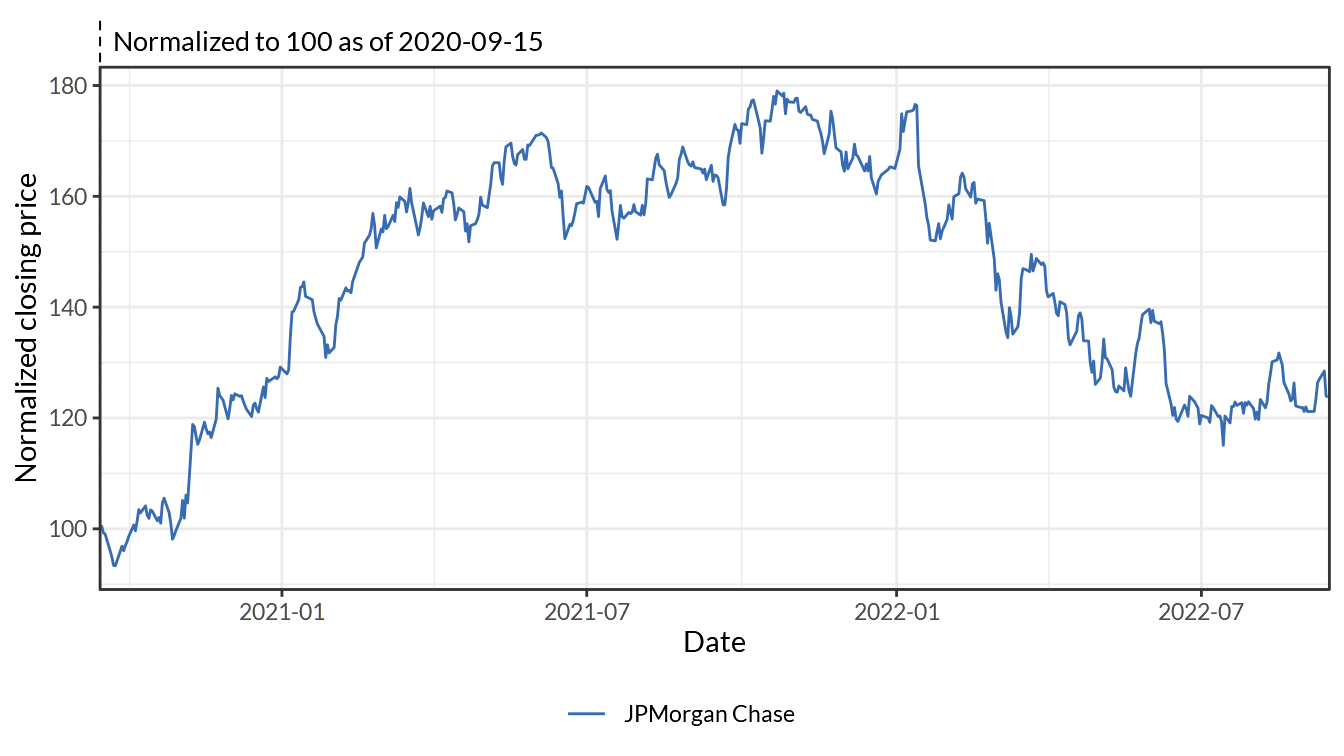 Normalized to 100 as of 2020-09-15
180
160
140
120
100
Normalized closing price
2021-01
2021-07
2022-01
2022-07
Date
JPMorgan Chase